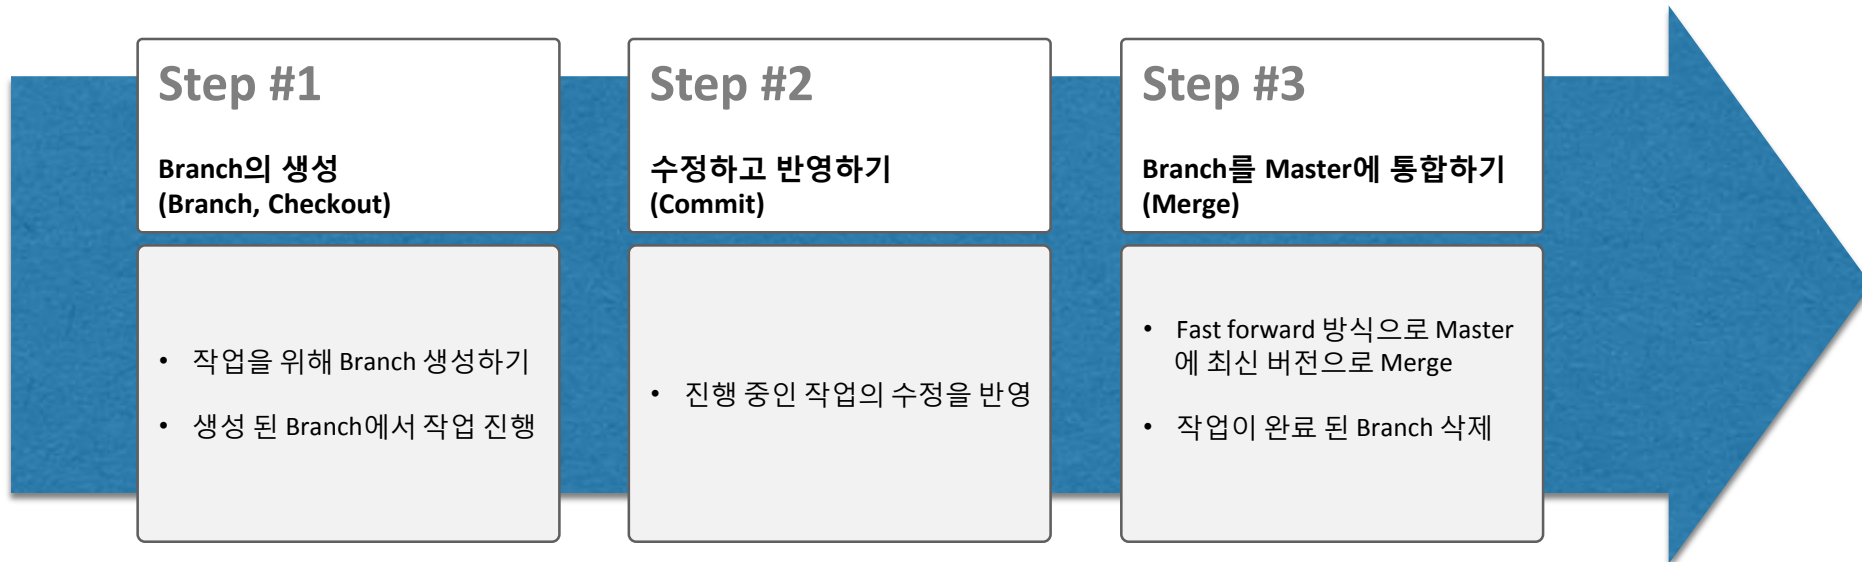 Step #1
Branch의 생성
(Branch, Checkout)
• 작업을 위해 Branch 생성하기
• 생성 된 Branch에서 작업 진행
Step #2
수정하고 반영하기
(Commit)
• 진행 중인 작업의 수정을 반영
Step #3
Branch를 Master에 통합하기
(Merge)
• Fast forward 방식으로 Master
에 최신 버전으로 Merge
• 작업이 완료 된 Branch 삭제